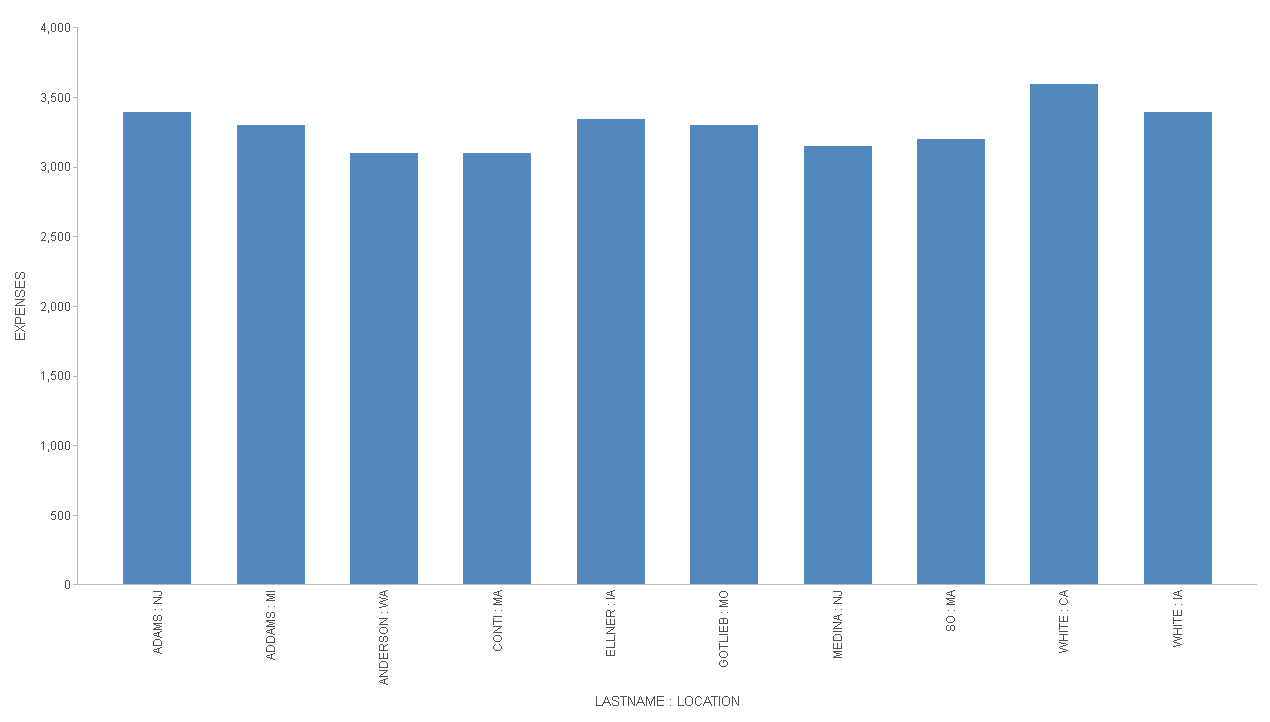 4,000
3,500
3,000
2,500
2,000
1,500
1,000
500
0
EXPENSES
ADAMS : NJ
ADDAMS : MI
ANDERSON : WA
CONTI : MA
ELLNER : IA
GOTLIEB : MO
MEDINA : NJ
SO : MA
WHITE : CA
WHITE : IA
LASTNAME : LOCATION